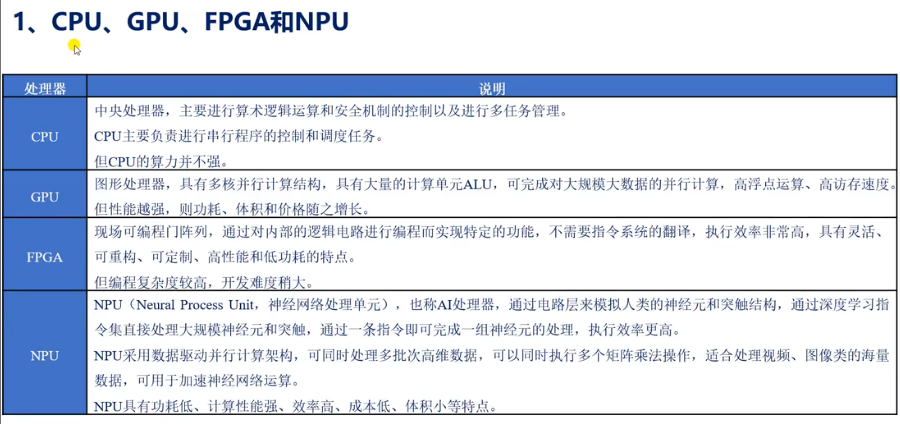 1、CPU、GPU、FPGA和NPU
处理器 说明
CPU
中央处理器，主要进行算术逻辑运算和安全机制的控制以及进行多任务管理。
CPU主要负责进行串行程序的控制和调度任务。
但CPU的算力并不强。
GPU
图形处理器，具有多核并行计算结构，具有大量的计算单元ALU，可完成对大规模大数据的并行计算，高浮点运算、高访存速度。
但性能越强，则功耗、体积和价格随之增长。
FPGA
现场可编程门阵列，通过对内部的逻辑电路进行编程而实现特定的功能，不需要指令系统的翻译，执行效率非常高，具有灵活、
可重构、可定制、高性能和低功耗的特点。
但编程复杂度较高，开发难度稍大。
NPU
NPU（Neural Process Unit，神经网络处理单元），也称AI处理器，通过电路层来模拟人类的神经元和突触结构，通过深度学习指
令集直接处理大规模神经元和突触，通过一条指令即可完成一组神经元的处理，执行效率更高。
NPU采用数据驱动并行计算架构，可同时处理多批次高维数据，可以同时执行多个矩阵乘法操作，适合处理视频、图像类的海量
数据，可用于加速神经网络运算。
NPU具有功耗低、计算性能强、效率高、成本低、体积小等特点。